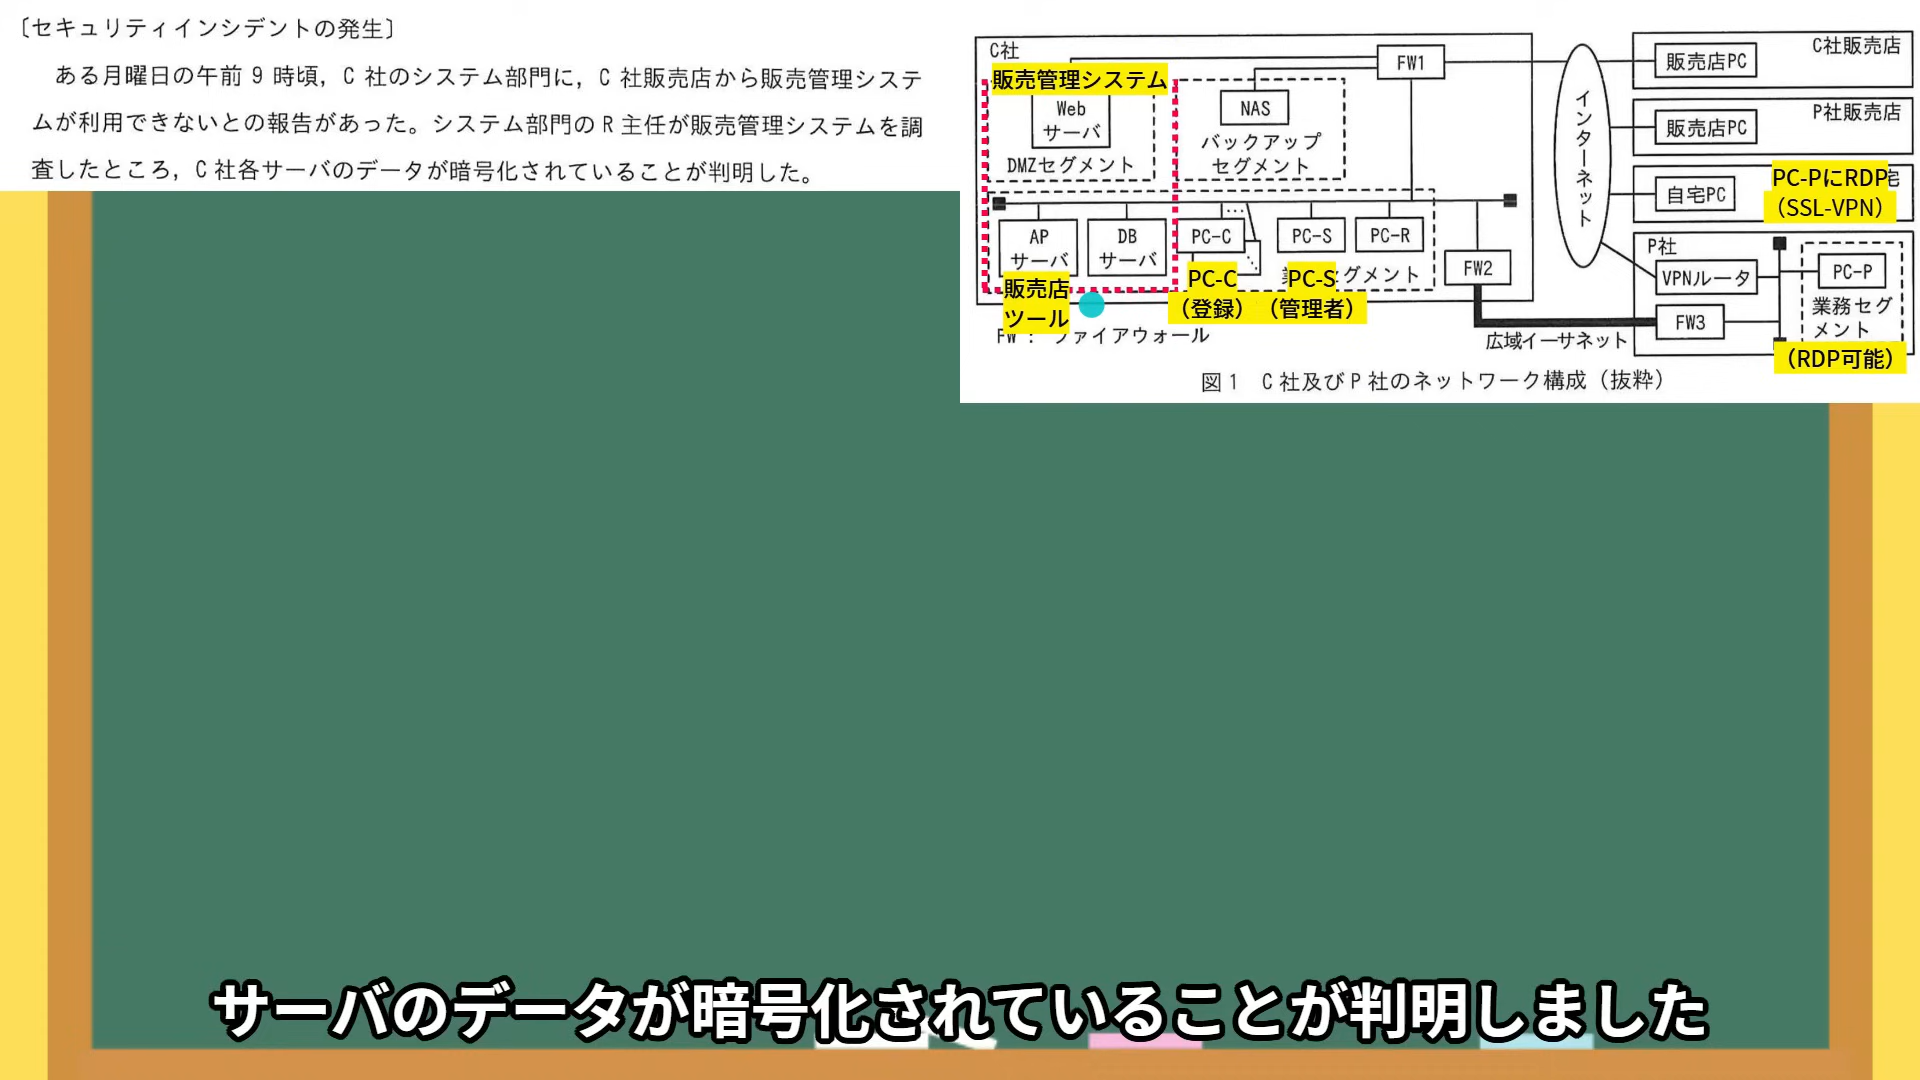 〔セキュリティインシデントの発生〕
ある月曜日の午前9時頃，C社のシステム部門に，C社販売店から販売管理システ
ムが利用できないとの報告があった。システム部門のR主任が販売管理システムを調
査したところ，C社各サーバのデータが暗号化されていることが判明した。
C社
販売管理システム
Web
サーバ
DMZセグメント
NAS
バックアップ
セグメント
FW1
AP
サーバ
DB
サーバ
PC-C
PC-S
PC-R
セグメント
FW2
販売店
ツール
PC-C
（登録）
PC-S
（管理者）
FW： ファイアウォール
インターネット
C社販売店
販売店PC
P社販売店
販売店PC
自宅PC
宅
PC-PにRDP
（SSL-VPN）
P社
VPNルータ
FW3
PC-P
業務セグ
メント
（RDP可能）
広域イーサネット
図1 C社及びP社のネットワーク構成（抜粋）
サーバのデータが暗号化されていることが判明しました